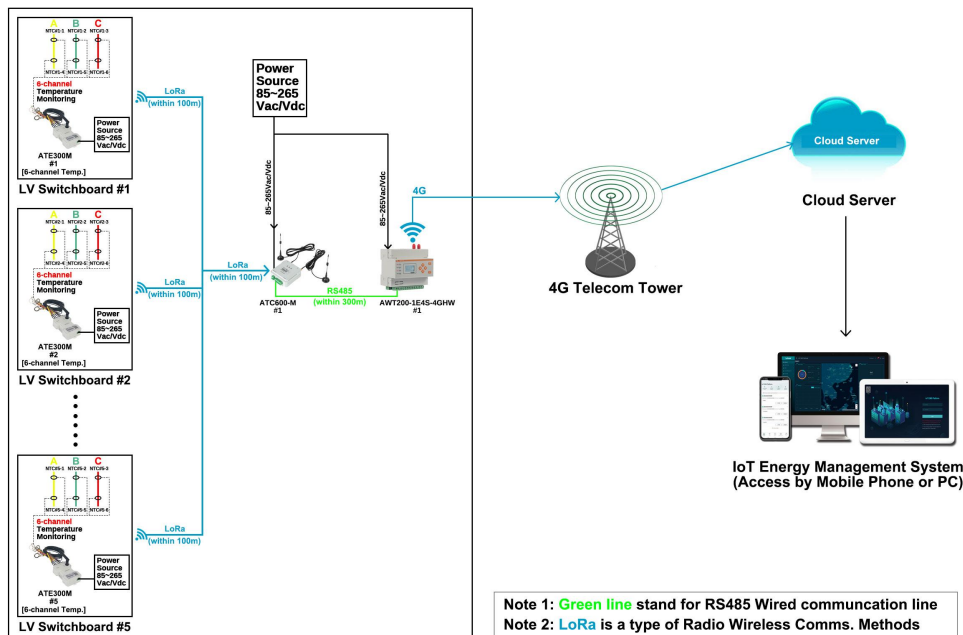 A B C
NTC#1-1 NTC#1-2 NTC#1-3
NTC#1-4 NTC#1-5 NTC#1-6
6-channel
Temperature
Monitoring
Power
Source
85~265
Vac/Vdc
ATE300M
#1
[6-channel Temp.]
LV Switchboard #1
LoRa
(within 100m)
A B C
NTC#2-1 NTC#2-2 NTC#2-3
NTC#2-4 NTC#2-5 NTC#2-6
6-channel
Temperature
Monitoring
Power
Source
85~265
Vac/Vdc
ATE300M
#2
[6-channel Temp.]
LV Switchboard #2
LoRa
(within 100m)
A B C
NTC#5-1 NTC#5-2 NTC#5-3
NTC#5-4 NTC#5-5 NTC#5-6
6-channel
Temperature
Monitoring
Power
Source
85~265
Vac/Vdc
ATE300M
#5
[6-channel Temp.]
LV Switchboard #5
LoRa
(within 100m)
LoRa
(within 100m)
Power
Source
85~265
Vac/Vdc
85~265Vac/Vdc
85~265Vac/Vdc
ATC600-M
#1
RS485
(within 300m)
AWT200-1E4S-4GHW
#1
4G
4G Telecom Tower
Cloud Server
Cloud Server
IoT Energy Management System
(Access by Mobile Phone or PC)
Note 1: Green line stand for RS485 Wired communcation line
Note 2: LoRa is a type of Radio Wireless Comms. Methods